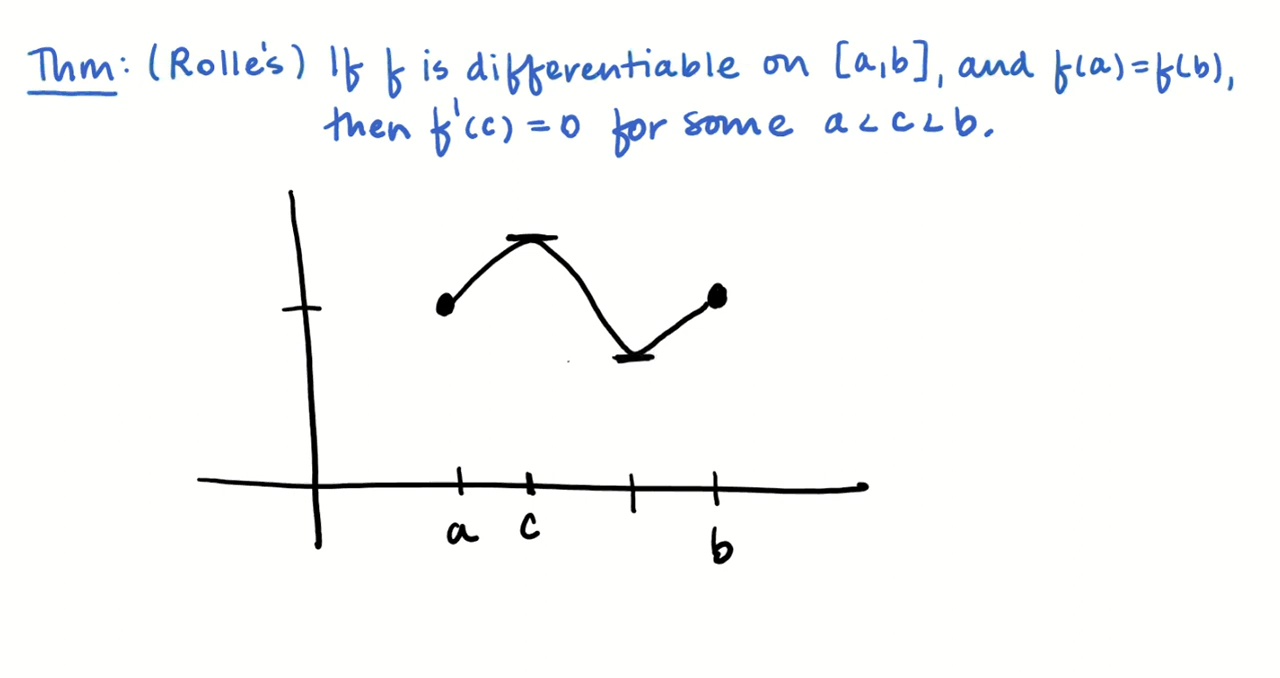 Thm: (Rolle's) If f is differentiable on [a,b], and f(a)=f(b),
then f'(c) = 0 for some a < c < b.
a c b